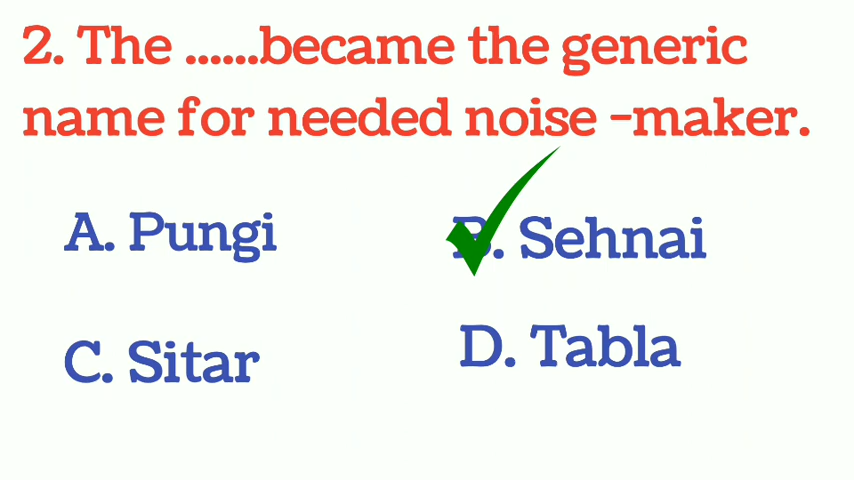 2. The ......became the generic
name for needed noise -maker.
A. Pungi
B. Sehnai
C. Sitar
D. Tabla